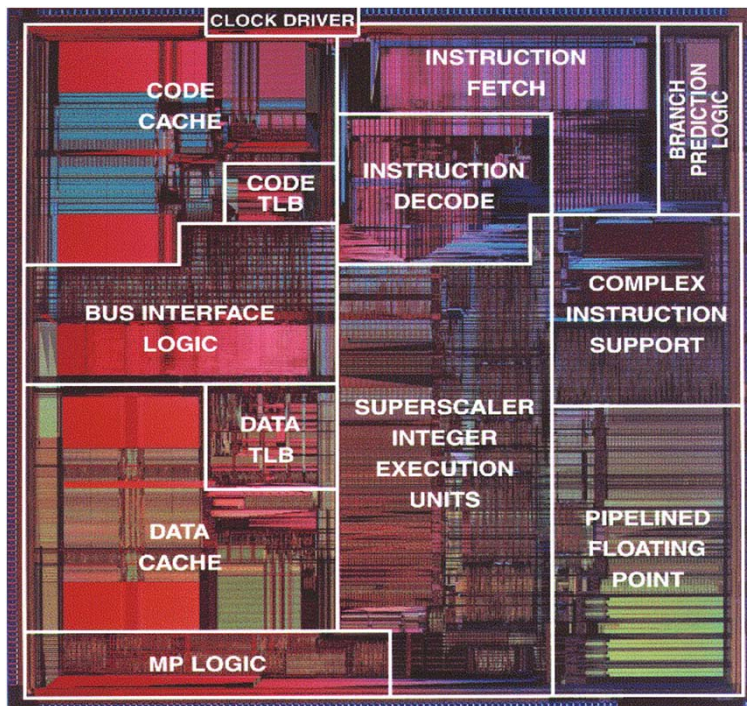 CLOCK DRIVER
CODE
CACHE
INSTRUCTION
FETCH
BRANCH
PREDICTION
LOGIC
CODE
TLB
INSTRUCTION
DECODE
BUS INTERFACE
LOGIC
COMPLEX
INSTRUCTION
SUPPORT
DATA
TLB
SUPERSCALER
INTEGER
EXECUTION
UNITS
DATA
CACHE
PIPELINED
FLOATING
POINT
MP LOGIC